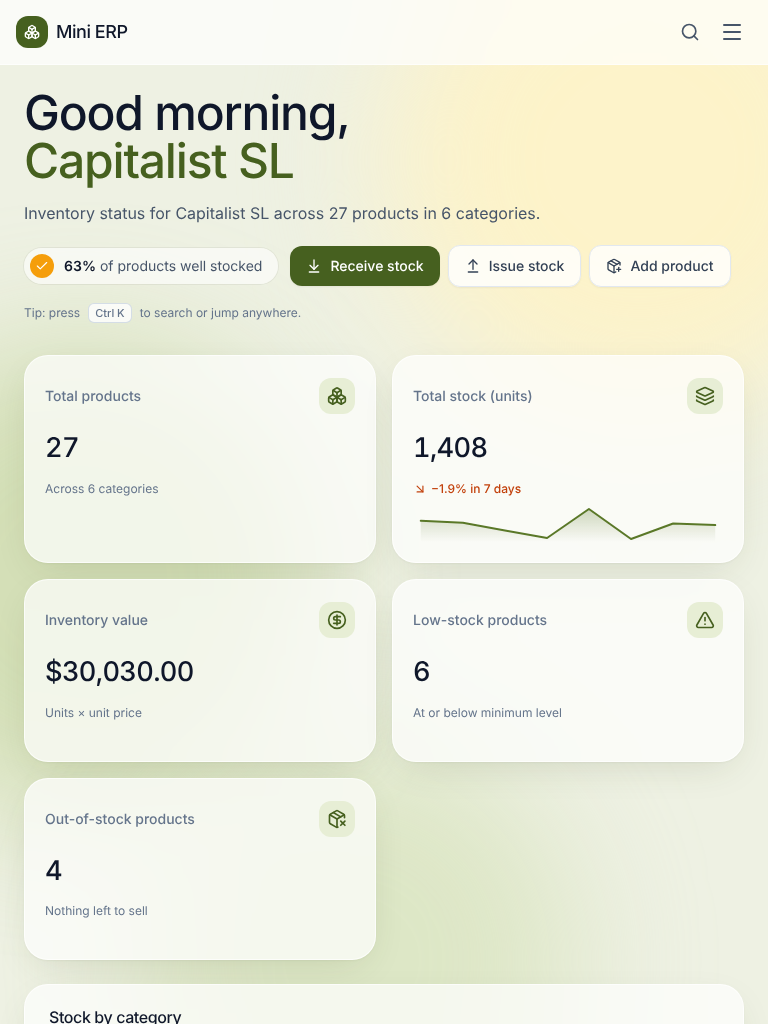 Mini ERP
Good morning,
Capitalist SL
Inventory status for Capitalist SL across 27 products in 6 categories.
63% of products well stocked
Receive stock
Issue stock
Add product
Tip: press Ctrl K to search or jump anywhere.
Total products
27
Across 6 categories
Total stock (units)
1,408
−1.9% in 7 days
Inventory value
$30,030.00
Units × unit price
Low-stock products
6
At or below minimum level
Out-of-stock products
4
Nothing left to sell
Stock by category